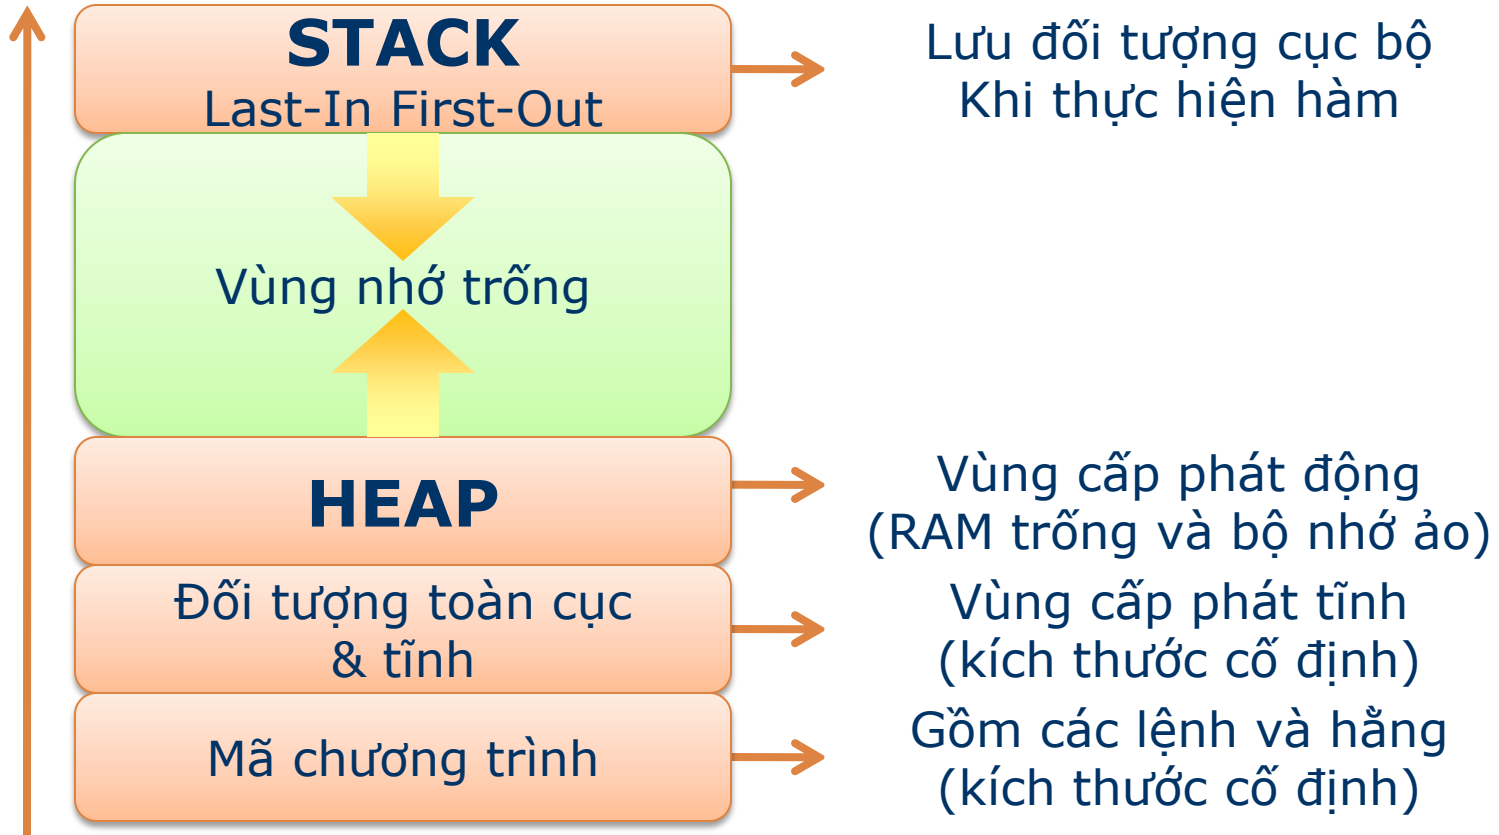 STACK
Last-In First-Out
Lưu đối tượng cục bộ
Khi thực hiện hàm
Vùng nhớ trống
HEAP
Vùng cấp phát động
(RAM trống và bộ nhớ ảo)
Đối tượng toàn cục
& tĩnh
Vùng cấp phát tĩnh
(kích thước cố định)
Mã chương trình
Gồm các lệnh và hằng
(kích thước cố định)